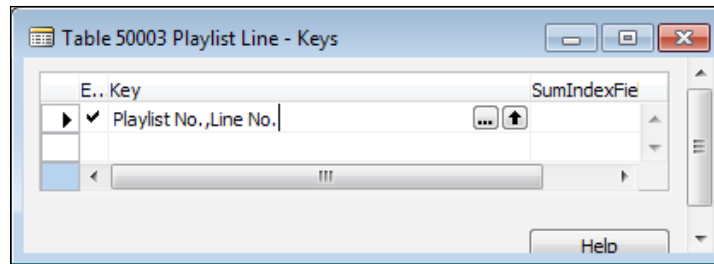 Table 50003 Playlist Line - Keys
E.. Key SumIndexFie
Playlist No.,Line No. ...
Help